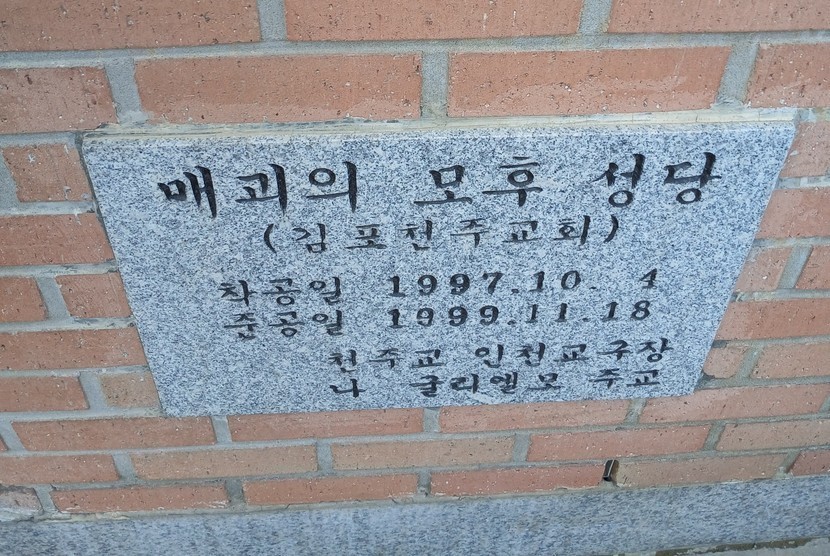 매괴의 모후 성당
(김포천주교회)
착공일 1997.10. 4
준공일 1999.11.18
천주교 인천교구장
나 굴리엘모 주교